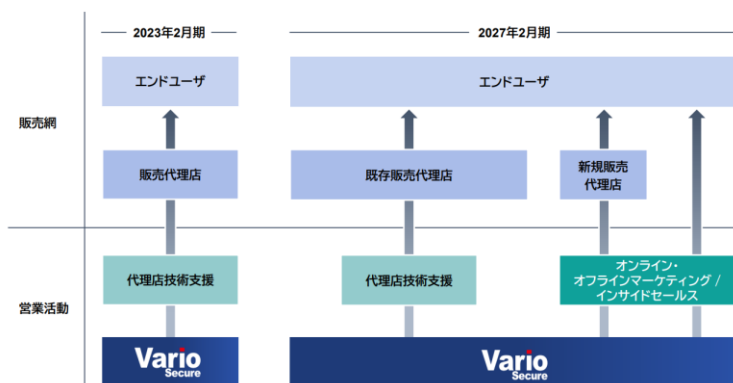 2023年2月期
2027年2月期
エンドユーザ
エンドユーザ
販売網
販売代理店
既存販売代理店
新規販売
代理店
営業活動
代理店技術支援
代理店技術支援
オンライン・
オフラインマーケティング /
インサイドセールス
Vario
Secure
Vario
Secure